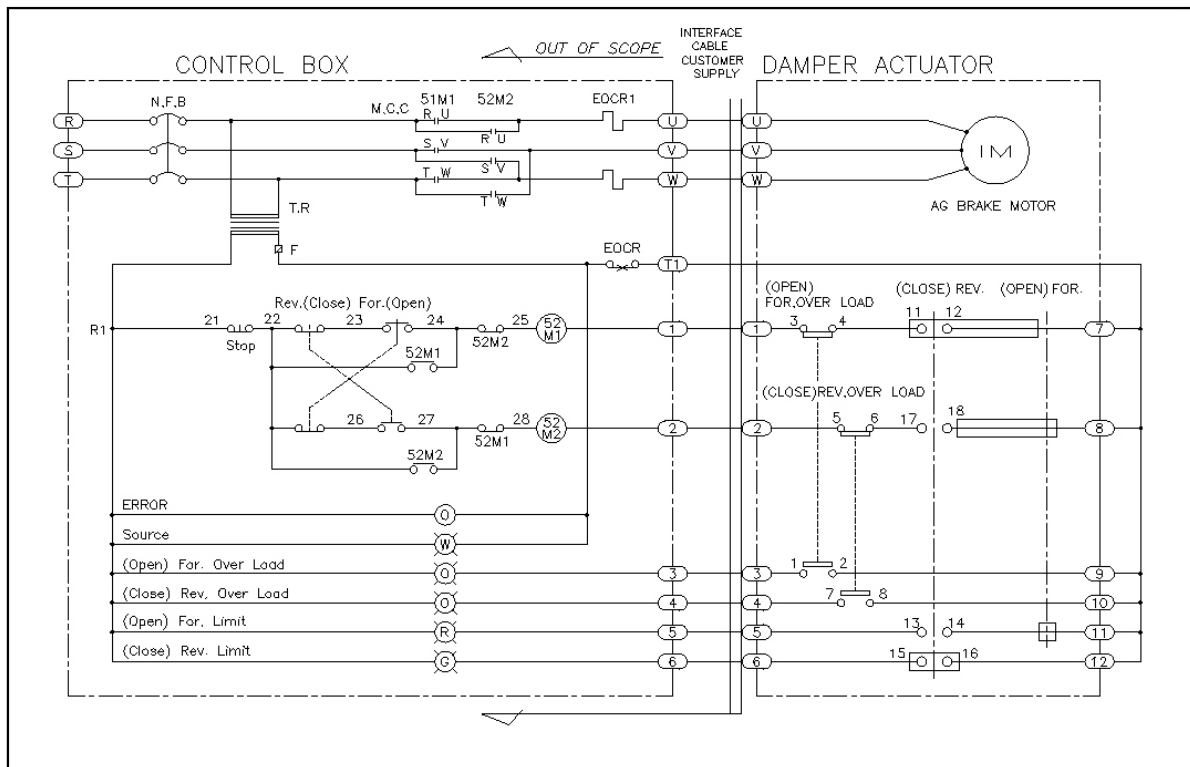 OUT OF SCOPE
INTERFACE
CABLE
CUSTOMER
SUPPLY
CONTROL BOX
DAMPER ACTUATOR
N.F.B
M.C.C
51M1
52M2
EOCR1
R
R U
R U
U
U
U
S
S V
S V
V
V
V
T
T W
T W
W
W
W
IM
AG BRAKE MOTOR
T.R
F
EOCR
T1
(OPEN)
FOR.OVER LOAD
(CLOSE) REV.
(OPEN) FOR.
Rev.(Close) For.(Open)
R1
21
22
23
24
25
52
M1
1
1
3
4
11
12
7
Stop
52M2
52M1
(CLOSE)REV.OVER LOAD
26
27
28
52
M2
2
2
5
6
17
18
8
52M1
52M2
ERROR
O
Source
W
(Open) For. Over Load
O
3
3
1
2
9
(Close) Rev. Over Load
O
4
4
7
8
10
(Open) For. Limit
R
5
5
13
14
11
(Close) Rev. Limit
G
6
6
15
16
12